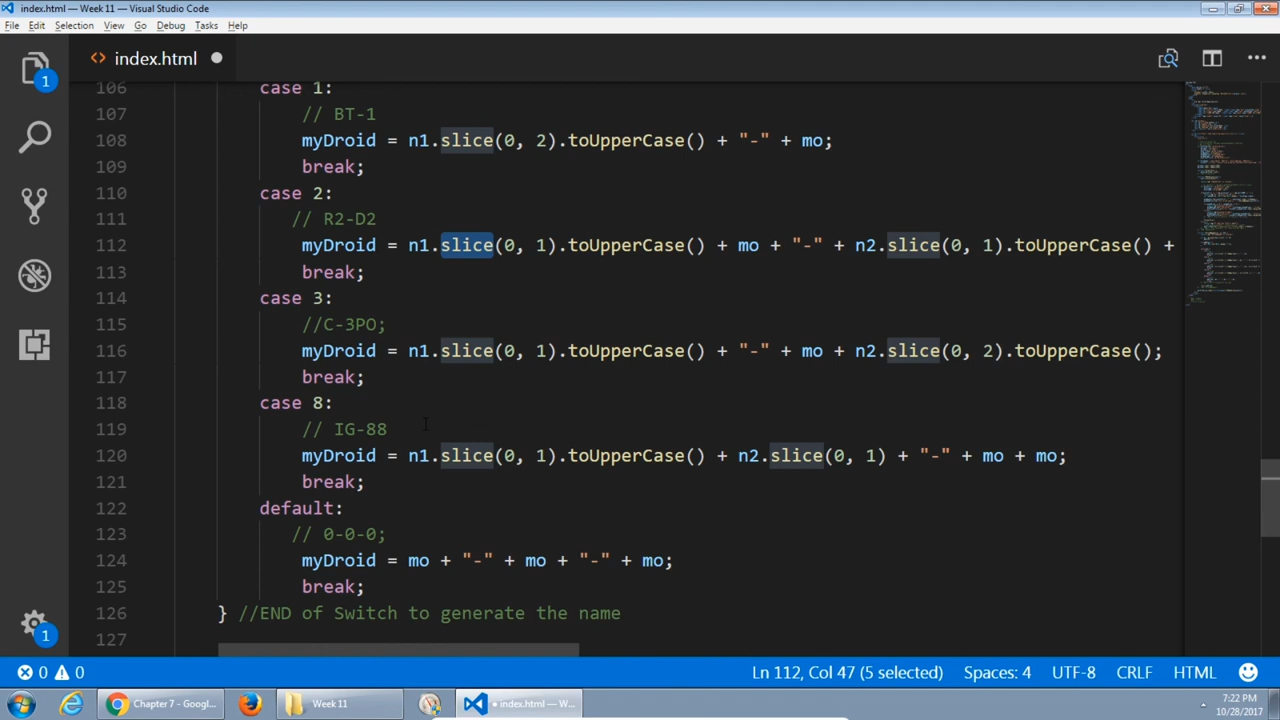 index.html — Week 11 — Visual Studio Code
File Edit Selection View Go Debug Tasks Help
1
<> index.html
106 case 1:
107 // BT-1
108 myDroid = n1.slice(0, 2).toUpperCase() + "-" + mo;
109 break;
110 case 2:
111 // R2-D2
112 myDroid = n1.slice(0, 1).toUpperCase() + mo + "-" + n2.slice(0, 1).toUpperCase() +
113 break;
114 case 3:
115 //C-3PO;
116 myDroid = n1.slice(0, 1).toUpperCase() + "-" + mo + n2.slice(0, 2).toUpperCase();
117 break;
118 case 8:
119 // IG-88
120 myDroid = n1.slice(0, 1).toUpperCase() + n2.slice(0, 1) + "-" + mo + mo;
121 break;
122 default:
123 // 0-0-0;
124 myDroid = mo + "-" + mo + "-" + mo;
125 break;
126 } //END of Switch to generate the name
127
1
0 0 Ln 112, Col 47 (5 selected) Spaces: 4 UTF-8 CRLF HTML
Chapter 7 - Googl... Week 11 • index.html — W... 7:22 PM
10/28/2017